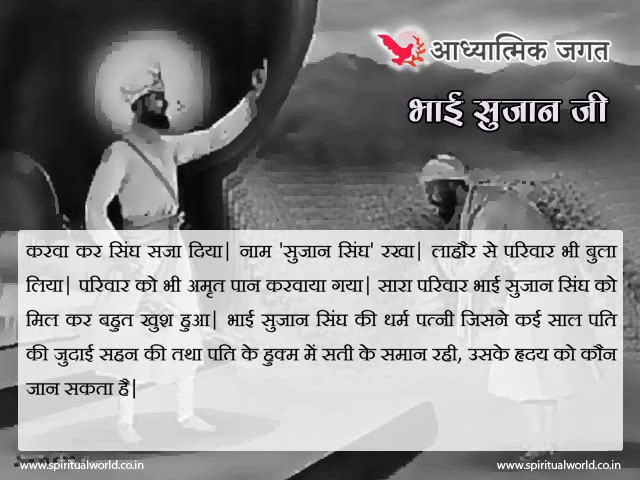 आध्यात्मिक जगत
भाई सुजान जी
करवा कर सिंघ सजा दिया| नाम 'सुजान सिंघ' रखा| लाहौर से परिवार भी बुला
लिया| परिवार को भी अमृत पान करवाया गया| सारा परिवार भाई सुजान सिंघ को
मिल कर बहुत खुश हुआ| भाई सुजान सिंघ की धर्म पत्नी जिसने कई साल पति
की जुदाई सहन की तथा पति के हुक्म में सती के समान रही, उसके हृदय को कौन
जान सकता है|
www.spiritualworld.co.in
www.spiritualworld.co.in